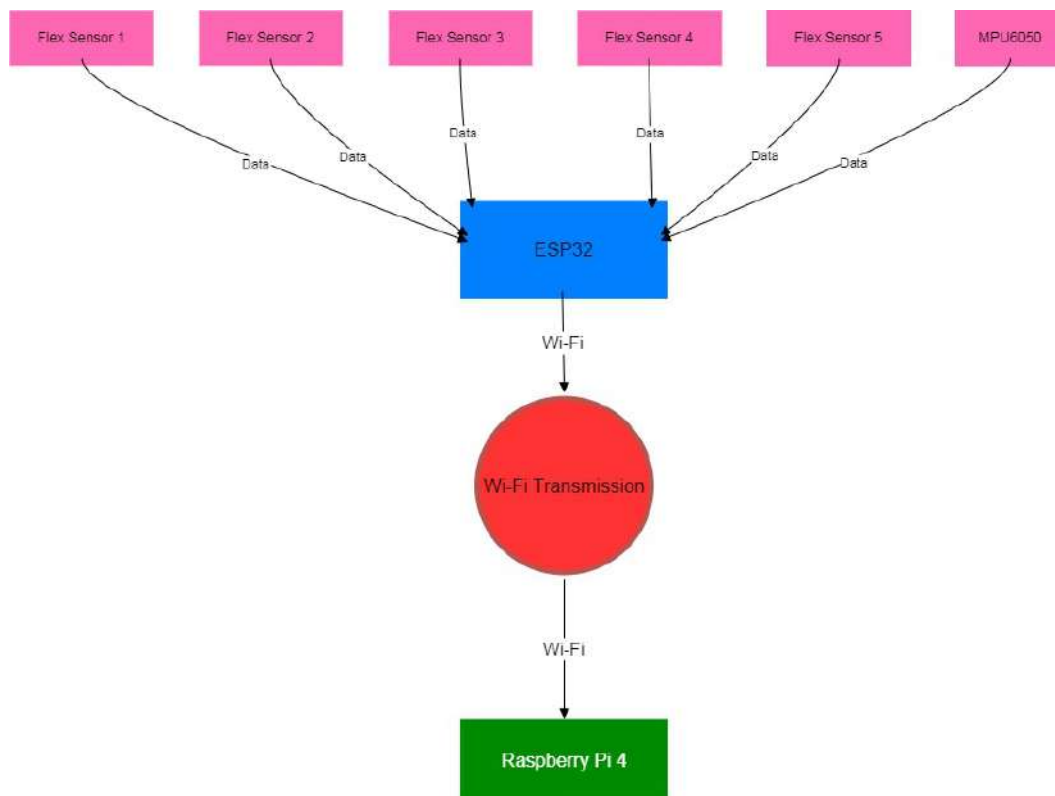 Flex Sensor 1
Flex Sensor 2
Flex Sensor 3
Flex Sensor 4
Flex Sensor 5
MPU6050
Data
Data
Data
Data
Data
Data
ESP32
Wi-Fi
Wi-Fi Transmission
Wi-Fi
Raspberry Pi 4